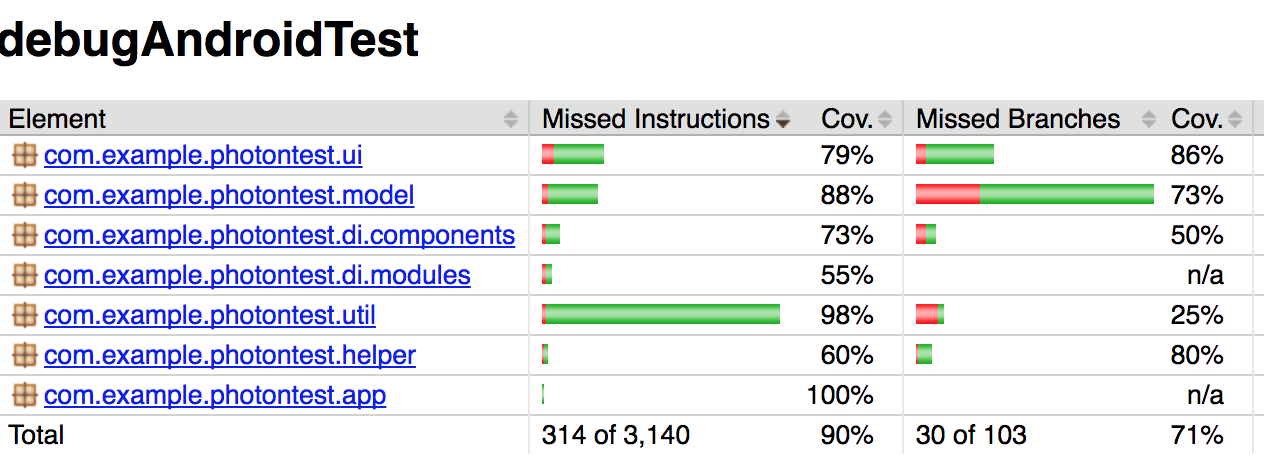 debugAndroidTest
Element Missed Instructions Cov. Missed Branches Cov.
com.example.photontest.ui 79% 86%
com.example.photontest.model 88% 73%
com.example.photontest.di.components 73% 50%
com.example.photontest.di.modules 55% n/a
com.example.photontest.util 98% 25%
com.example.photontest.helper 60% 80%
com.example.photontest.app 100% n/a
Total 314 of 3,140 90% 30 of 103 71%